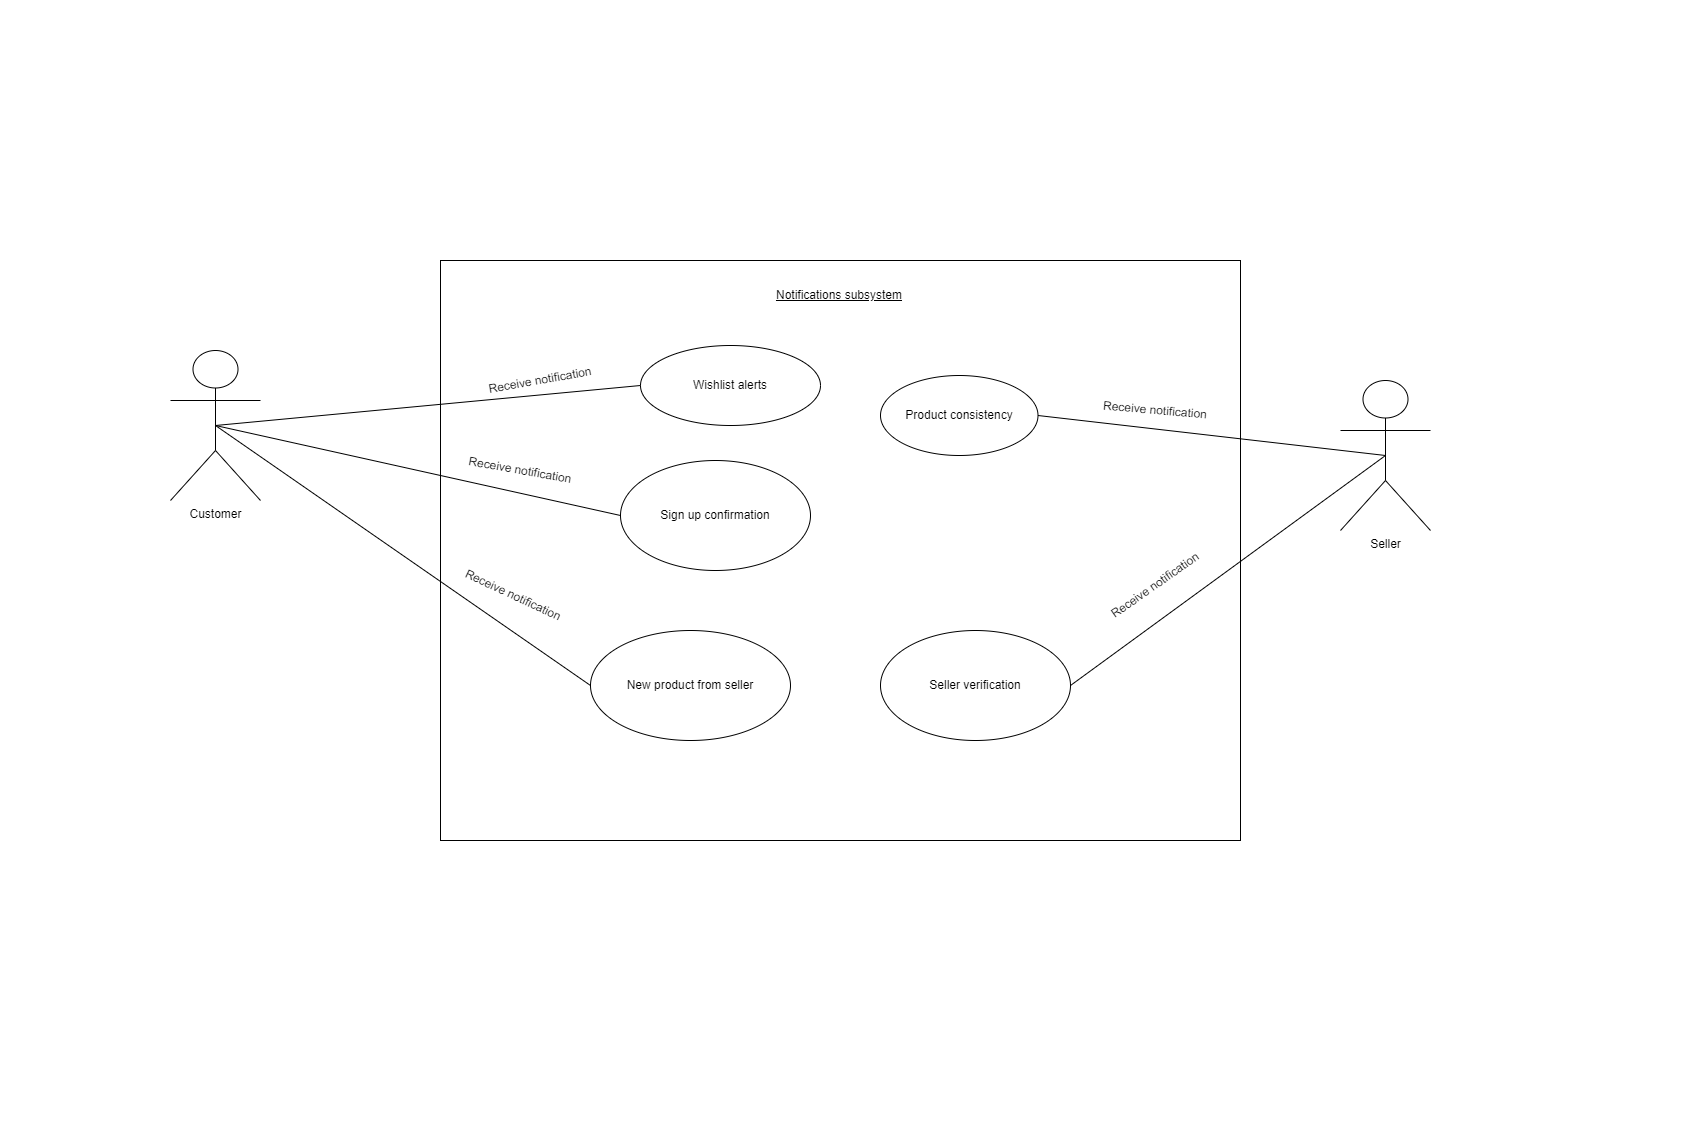 Notifications subsystem
Receive notification
Wishlist alerts
Product consistency
Receive notification
Receive notification
Sign up confirmation
Customer
Seller
Receive notification
Receive notification
New product from seller
Seller verification